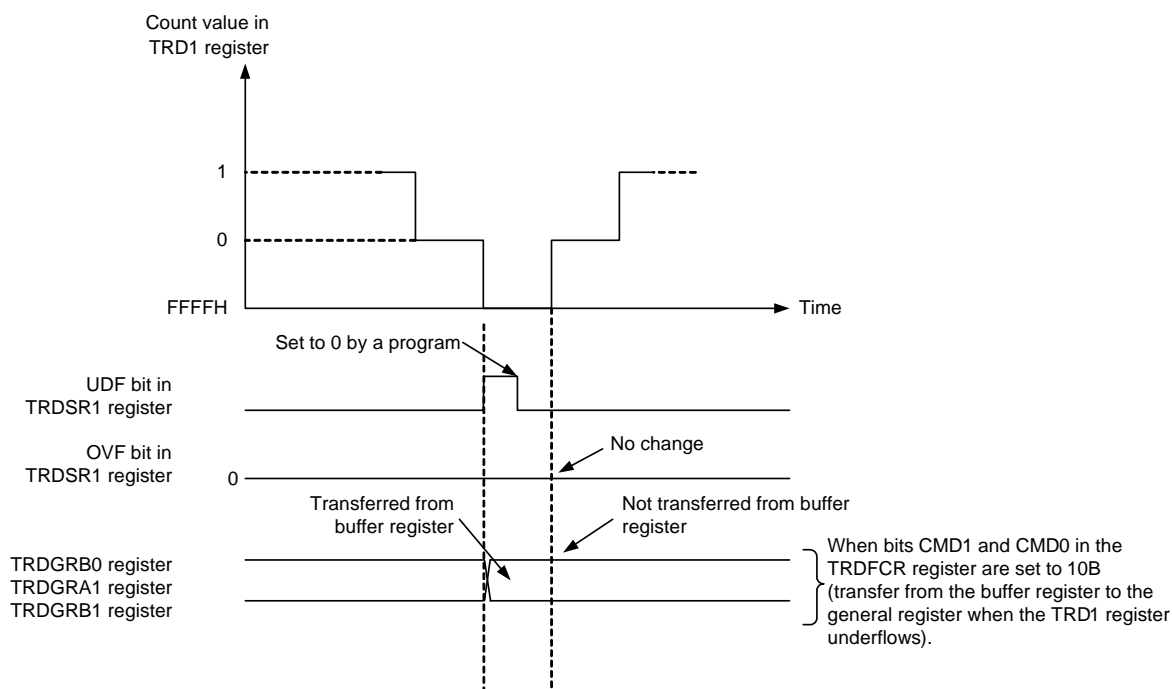 Count value in
TRD1 register
1
0
FFFFH
Time
Set to 0 by a program
UDF bit in
TRDSR1 register
OVF bit in
TRDSR1 register
0
No change
Transferred from
buffer register
Not transferred from buffer
register
TRDGRB0 register
TRDGRA1 register
TRDGRB1 register
When bits CMD1 and CMD0 in the
TRDFCR register are set to 10B
(transfer from the buffer register to the
general register when the TRD1 register
underflows).